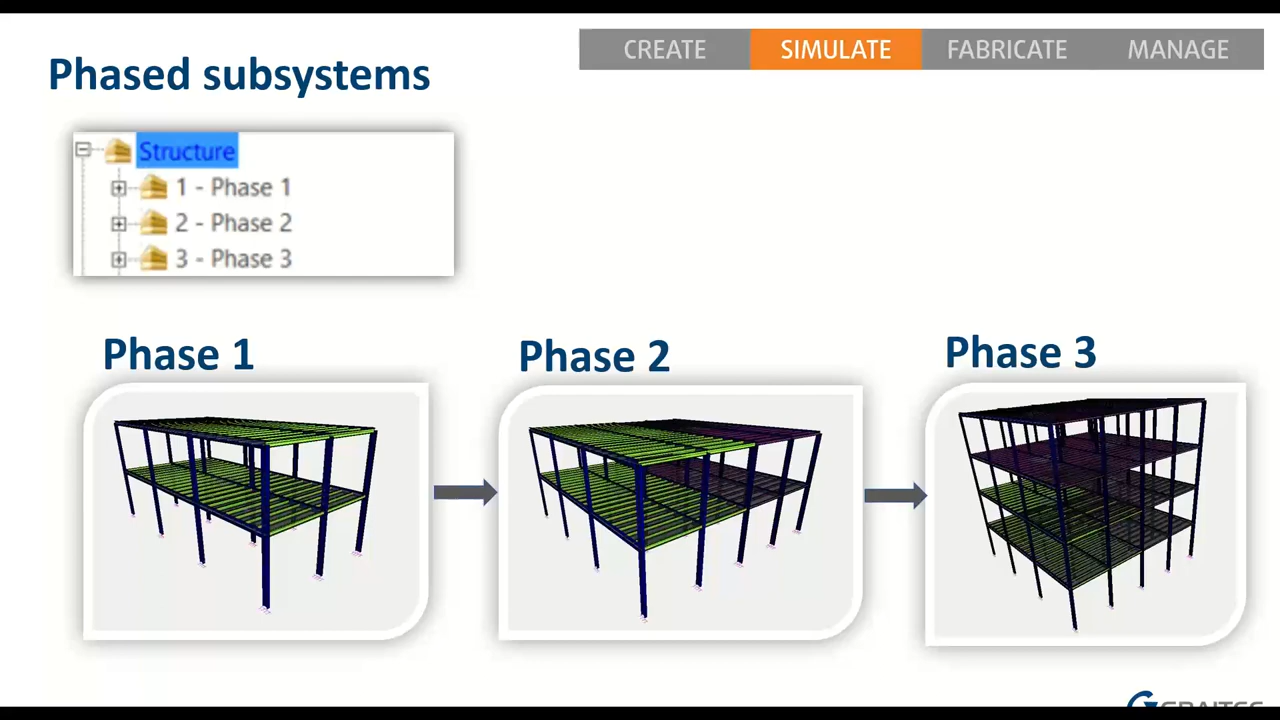 CREATE SIMULATE FABRICATE MANAGE
Phased subsystems
Structure
1 - Phase 1
2 - Phase 2
3 - Phase 3
Phase 1
Phase 2
Phase 3